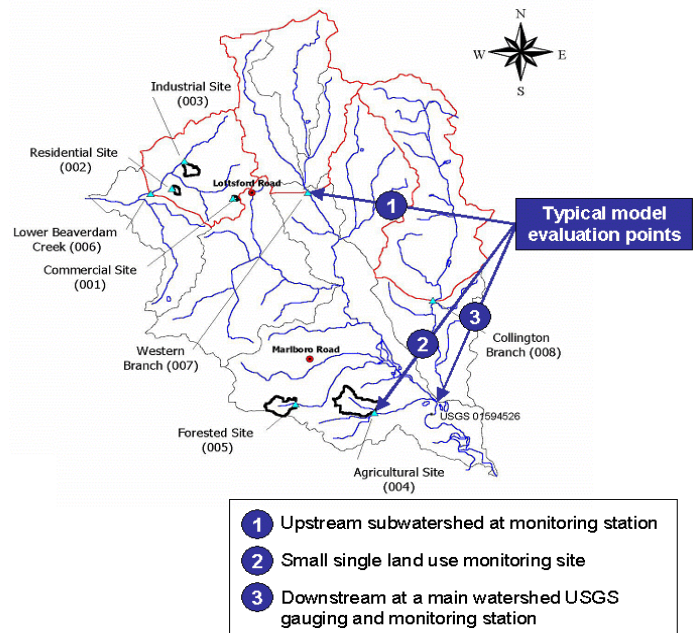 N
W E
S
Industrial Site
(003)
Residential Site
(002)
Lottsford Road
1
Typical model
evaluation points
Lower Beaverdam
Creek (006)
Commercial Site
(001)
3
Collington
Branch (008)
2
Marlboro Road
Western
Branch (007)
USGS 01594526
Forested Site
(005)
Agricultural Site
(004)
1 Upstream subwatershed at monitoring station
2 Small single land use monitoring site
3 Downstream at a main watershed USGS
gauging and monitoring station